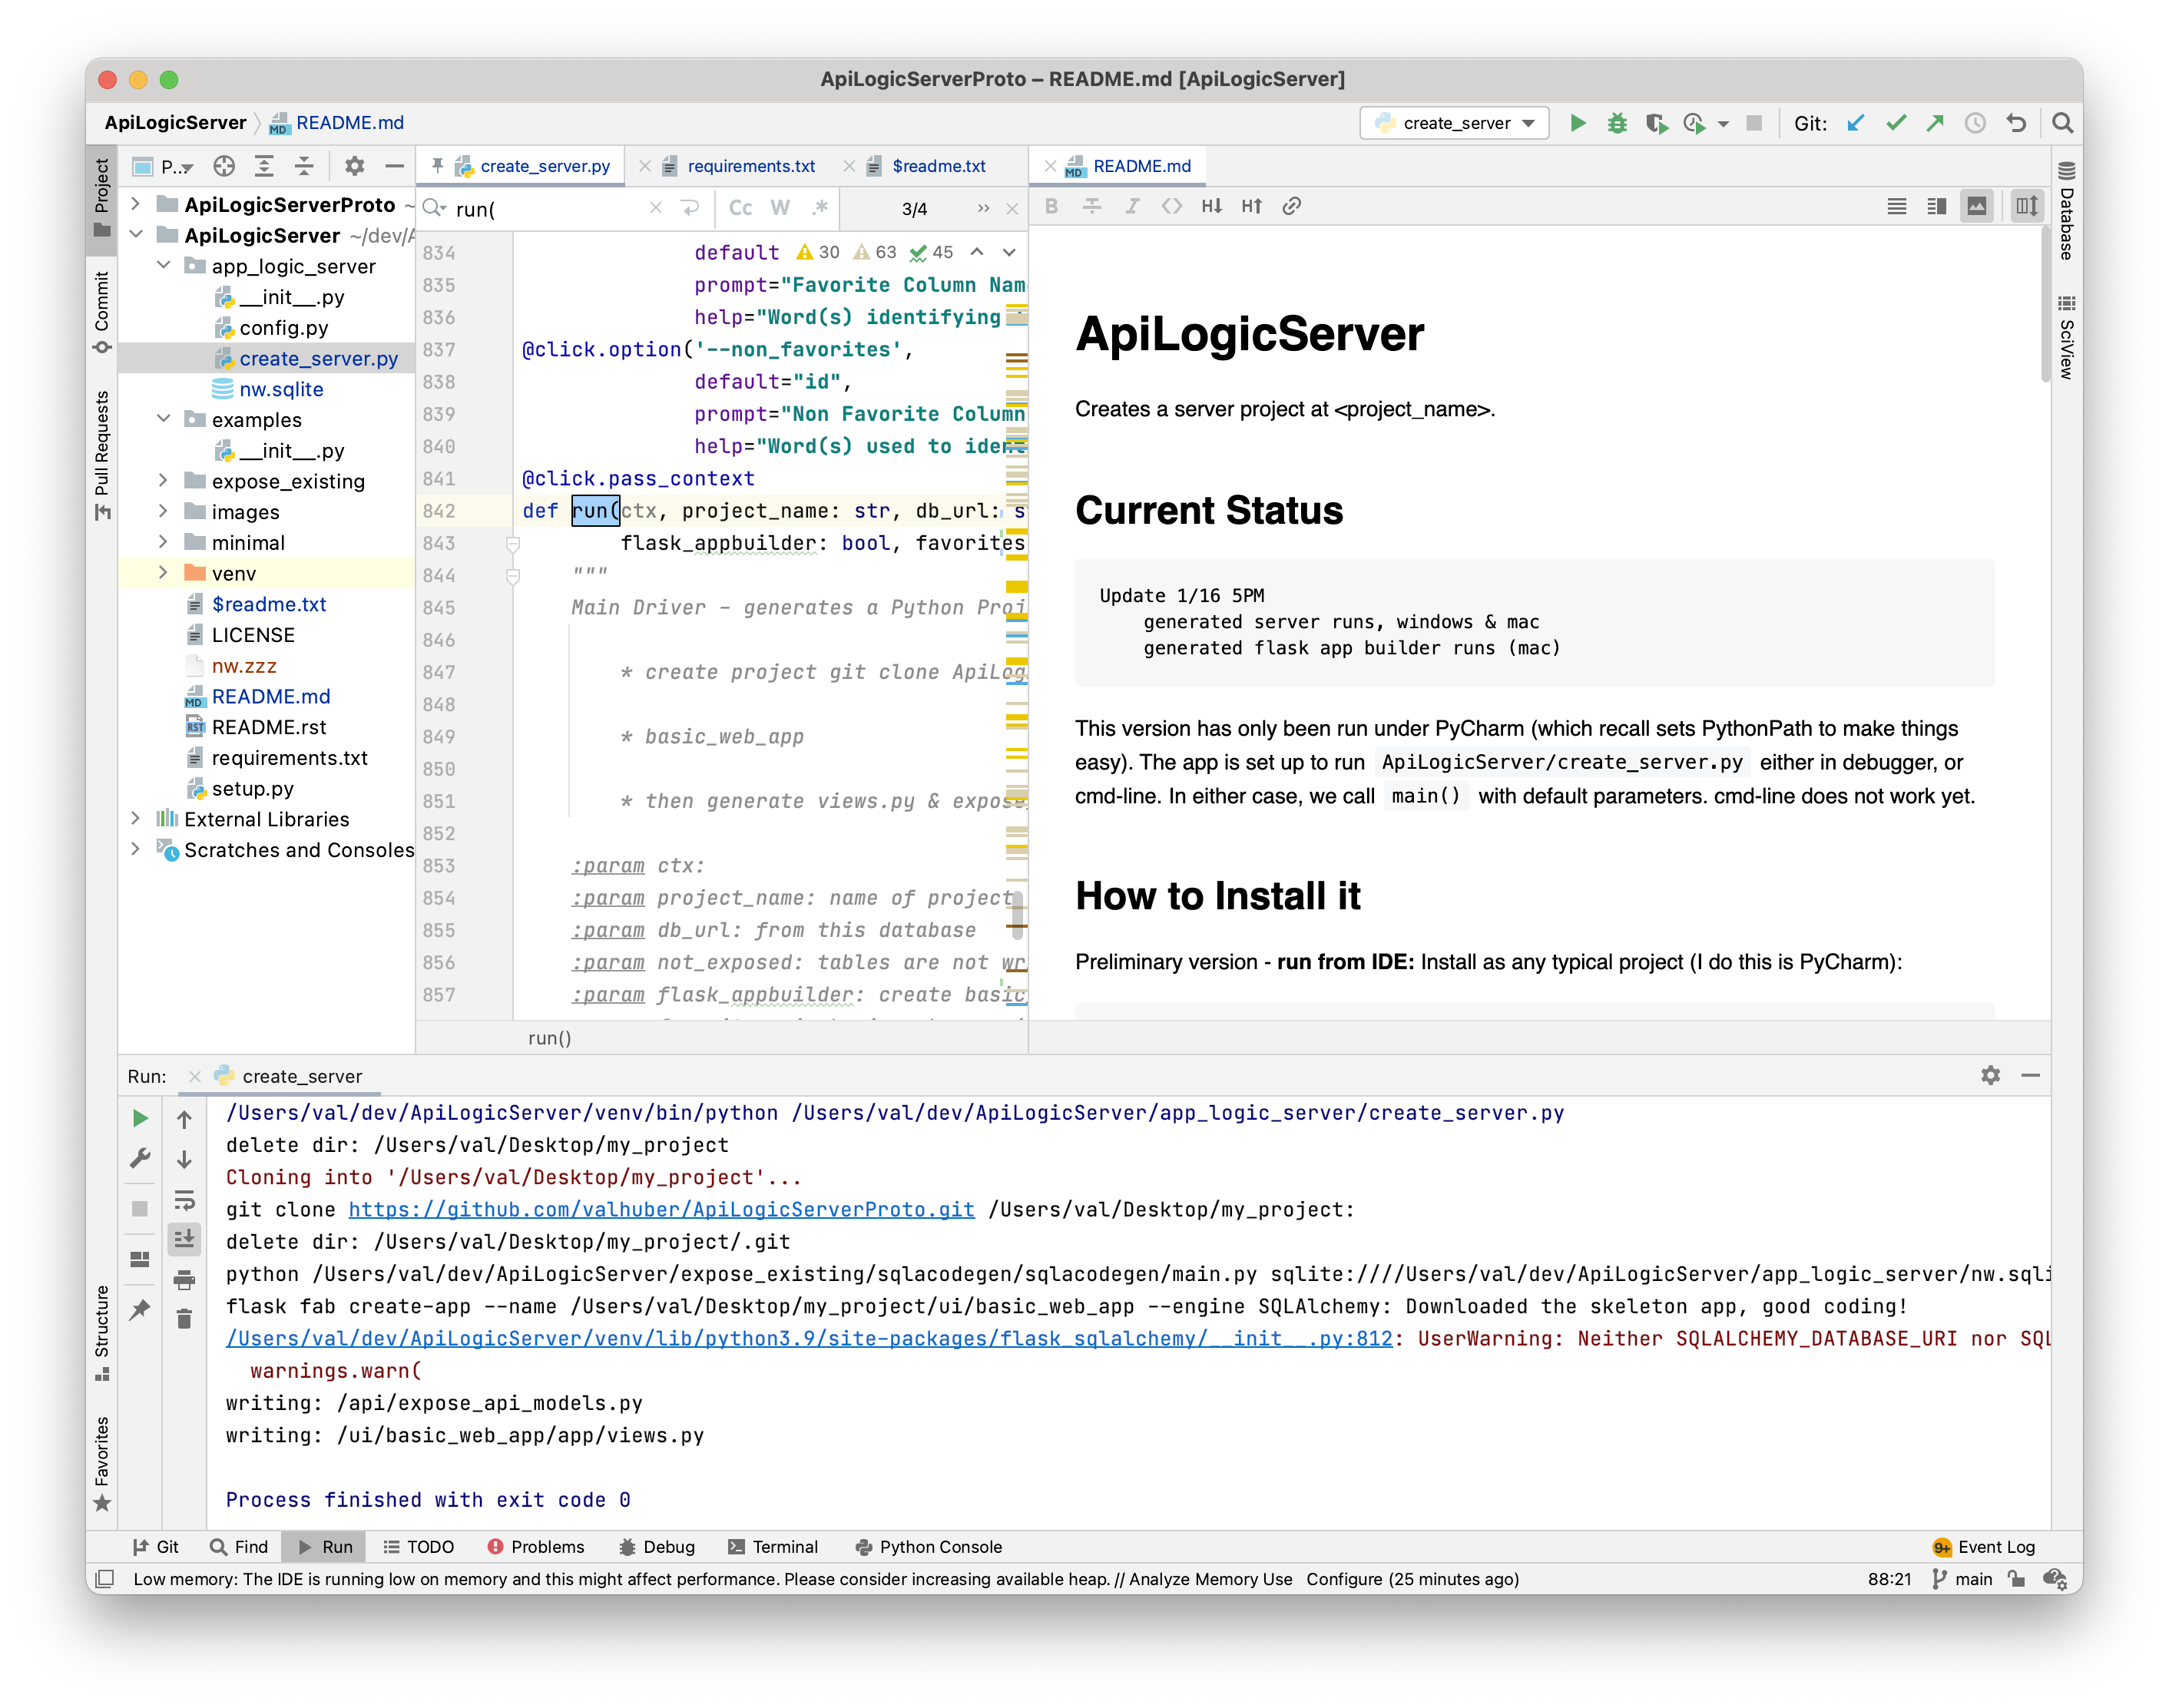 ApiLogicServerProto – README.md [ApiLogicServer]
ApiLogicServer README.md
create_server
Git:
Project
Commit
Pull Requests
Structure
Favorites
Database
SciView
P...
ApiLogicServerProto ~
ApiLogicServer ~/dev/A
app_logic_server
__init__.py
config.py
create_server.py
nw.sqlite
examples
__init__.py
expose_existing
images
minimal
venv
$readme.txt
LICENSE
nw.zzz
README.md
README.rst
requirements.txt
setup.py
External Libraries
Scratches and Consoles
create_server.py requirements.txt $readme.txt
run( Cc W .* 3/4
30 63 45
834 default
835 prompt="Favorite Column Nam
836 help="Word(s) identifying
837 @click.option('--non_favorites',
838 default="id",
839 prompt="Non Favorite Column
840 help="Word(s) used to ident
841 @click.pass_context
842 def run(ctx, project_name: str, db_url: s
843 flask_appbuilder: bool, favorites
844 """
845 Main Driver - generates a Python Proj
846
847 * create project git clone ApiLog
848
849 * basic_web_app
850
851 * then generate views.py & expose
852
853 :param ctx:
854 :param project_name: name of project
855 :param db_url: from this database
856 :param not_exposed: tables are not wr
857 :param flask_appbuilder: create basic
run()
README.md
B I <> H↓ H↑
ApiLogicServer
Creates a server project at <project_name>.
Current Status
Update 1/16 5PM
generated server runs, windows & mac
generated flask app builder runs (mac)
This version has only been run under PyCharm (which recall sets PythonPath to make things
easy). The app is set up to run ApiLogicServer/create_server.py either in debugger, or
cmd-line. In either case, we call main() with default parameters. cmd-line does not work yet.
How to Install it
Preliminary version - run from IDE: Install as any typical project (I do this is PyCharm):
Run: create_server
/Users/val/dev/ApiLogicServer/venv/bin/python /Users/val/dev/ApiLogicServer/app_logic_server/create_server.py
delete dir: /Users/val/Desktop/my_project
Cloning into '/Users/val/Desktop/my_project'...
git clone https://github.com/valhuber/ApiLogicServerProto.git /Users/val/Desktop/my_project:
delete dir: /Users/val/Desktop/my_project/.git
python /Users/val/dev/ApiLogicServer/expose_existing/sqlacodegen/sqlacodegen/main.py sqlite:////Users/val/dev/ApiLogicServer/app_logic_server/nw.sqli
flask fab create-app --name /Users/val/Desktop/my_project/ui/basic_web_app --engine SQLAlchemy: Downloaded the skeleton app, good coding!
/Users/val/dev/ApiLogicServer/venv/lib/python3.9/site-packages/flask_sqlalchemy/__init__.py:812: UserWarning: Neither SQLALCHEMY_DATABASE_URI nor SQL
warnings.warn(
writing: /api/expose_api_models.py
writing: /ui/basic_web_app/app/views.py
Process finished with exit code 0
Git Find Run TODO Problems Debug Terminal Python Console 9+ Event Log
Low memory: The IDE is running low on memory and this might affect performance. Please consider increasing available heap. // Analyze Memory Use Configure (25 minutes ago) 88:21 main